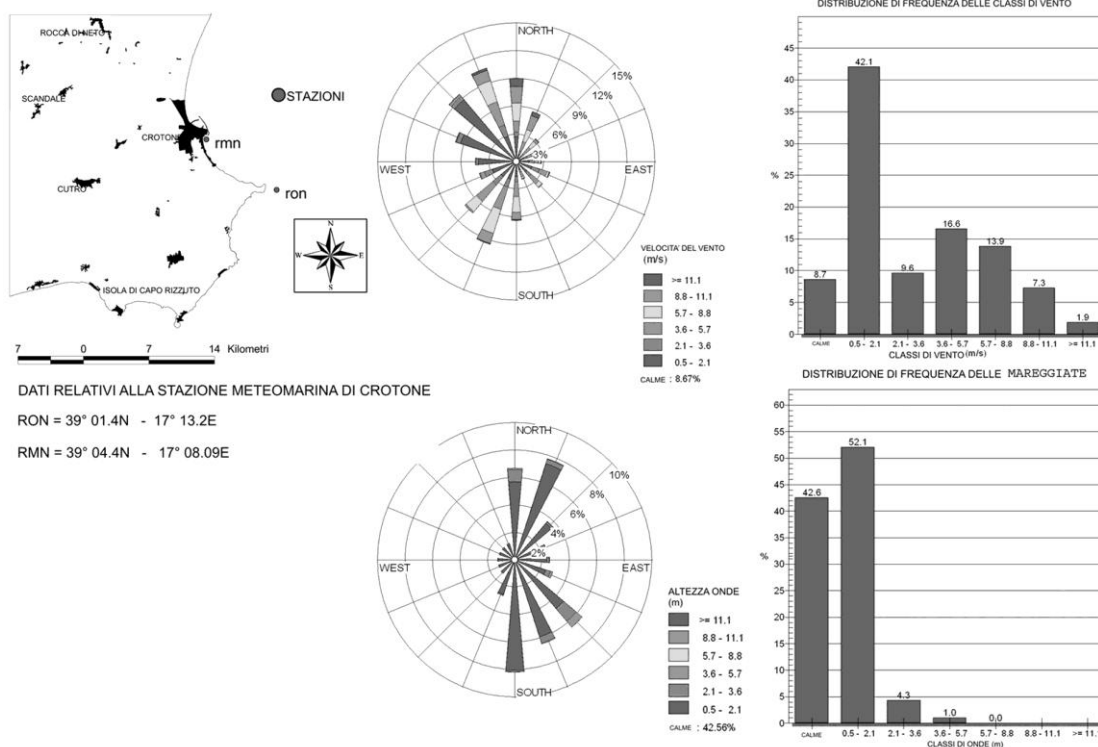 ROCCA DI NETO
SCANDALE
CROTONE
CUTRO
ISOLA DI CAPO RIZZUTO
STAZIONI
rmn
ron
N
W E
S
7 0 7 14 Kilometri
DATI RELATIVI ALLA STAZIONE METEOMARINA DI CROTONE
RON = 39° 01.4N - 17° 13.2E
RMN = 39° 04.4N - 17° 08.09E
NORTH
15%
12%
9%
6%
3%
WEST
EAST
SOUTH
VELOCITA' DEL VENTO
(m/s)
>= 11.1
8.8 - 11.1
5.7 - 8.8
3.6 - 5.7
2.1 - 3.6
0.5 - 2.1
CALME : 8.67%
DISTRIBUZIONE DI FREQUENZA DELLE CLASSI DI VENTO
45
40
35
30
25
%
20
15
10
5
0
8.7
42.1
9.6
16.6
13.9
7.3
1.9
CALME 0.5 - 2.1 2.1 - 3.6 3.6 - 5.7 5.7 - 8.8 8.8 - 11.1 >= 11.1
CLASSI DI VENTO (m/s)
NORTH
10%
8%
6%
4%
2%
WEST
EAST
SOUTH
ALTEZZA ONDE
(m)
>= 11.1
8.8 - 11.1
5.7 - 8.8
3.6 - 5.7
2.1 - 3.6
0.5 - 2.1
CALME : 42.56%
DISTRIBUZIONE DI FREQUENZA DELLE MAREGGIATE
60
55
50
45
40
35
%
30
25
20
15
10
5
0
42.6
52.1
4.3
1.0
0.0
CALME 0.5 - 2.1 2.1 - 3.6 3.6 - 5.7 5.7 - 8.8 8.8 - 11.1 >= 11.1
CLASSI DI ONDE (m)